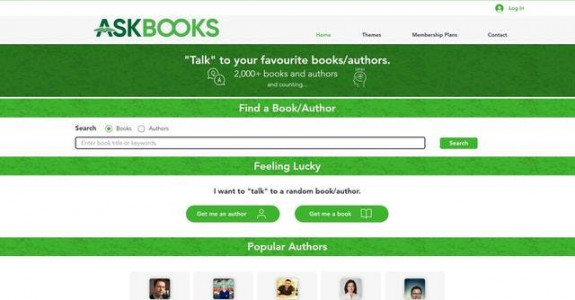 Log In
ASKBOOKS
Home Themes Membership Plans Contact
"Talk" to your favourite books/authors.
2,000+ books and authors
and counting...
Find a Book/Author
Search Books Authors
Enter book title or keywords
Search
Feeling Lucky
I want to "talk" to a random book/author.
Get me an author Get me a book
Popular Authors